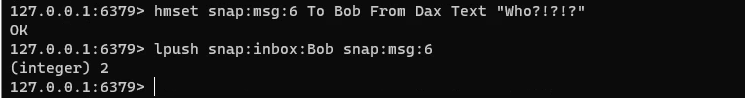 127.0.0.1:6379> hmset snap:msg:6 To Bob From Dax Text "Who?!?!?"
OK
127.0.0.1:6379> lpush snap:inbox:Bob snap:msg:6
(integer) 2
127.0.0.1:6379>